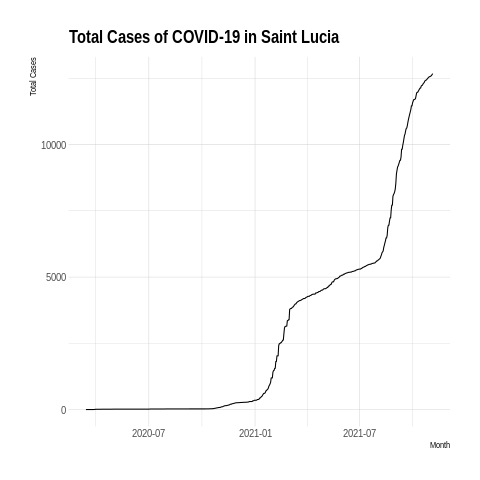 Total Cases of COVID-19 in Saint Lucia
Total Cases
10000
5000
0
2020-07
2021-01
2021-07
Month